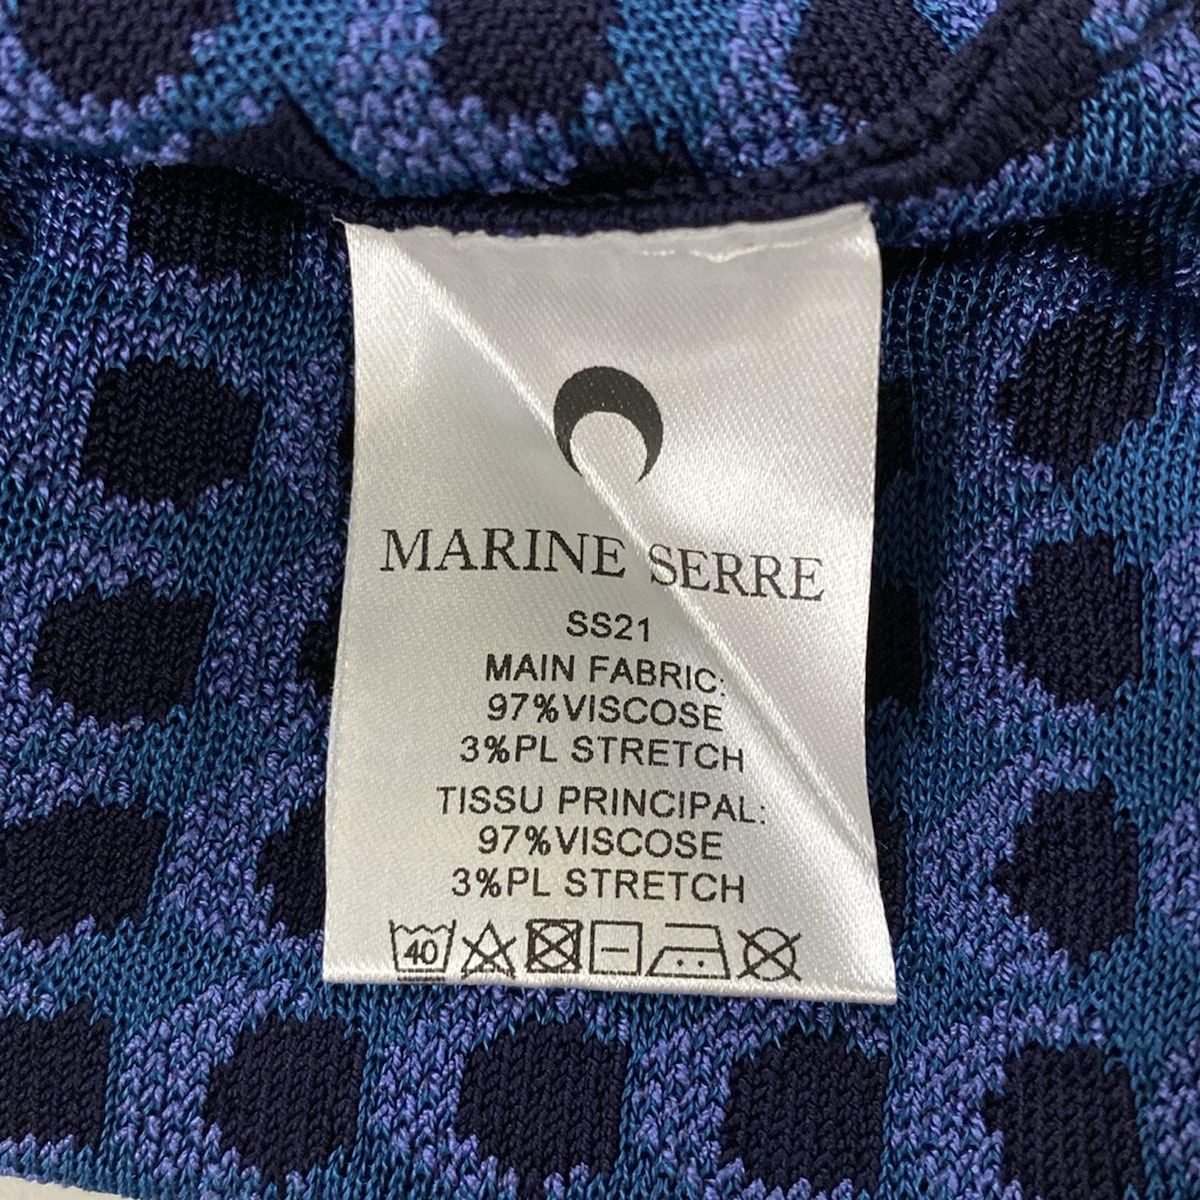 MARINE SERRE
SS21
MAIN FABRIC:
97%VISCOSE
3%PL STRETCH
TISSU PRINCIPAL:
97%VISCOSE
3%PL STRETCH
40